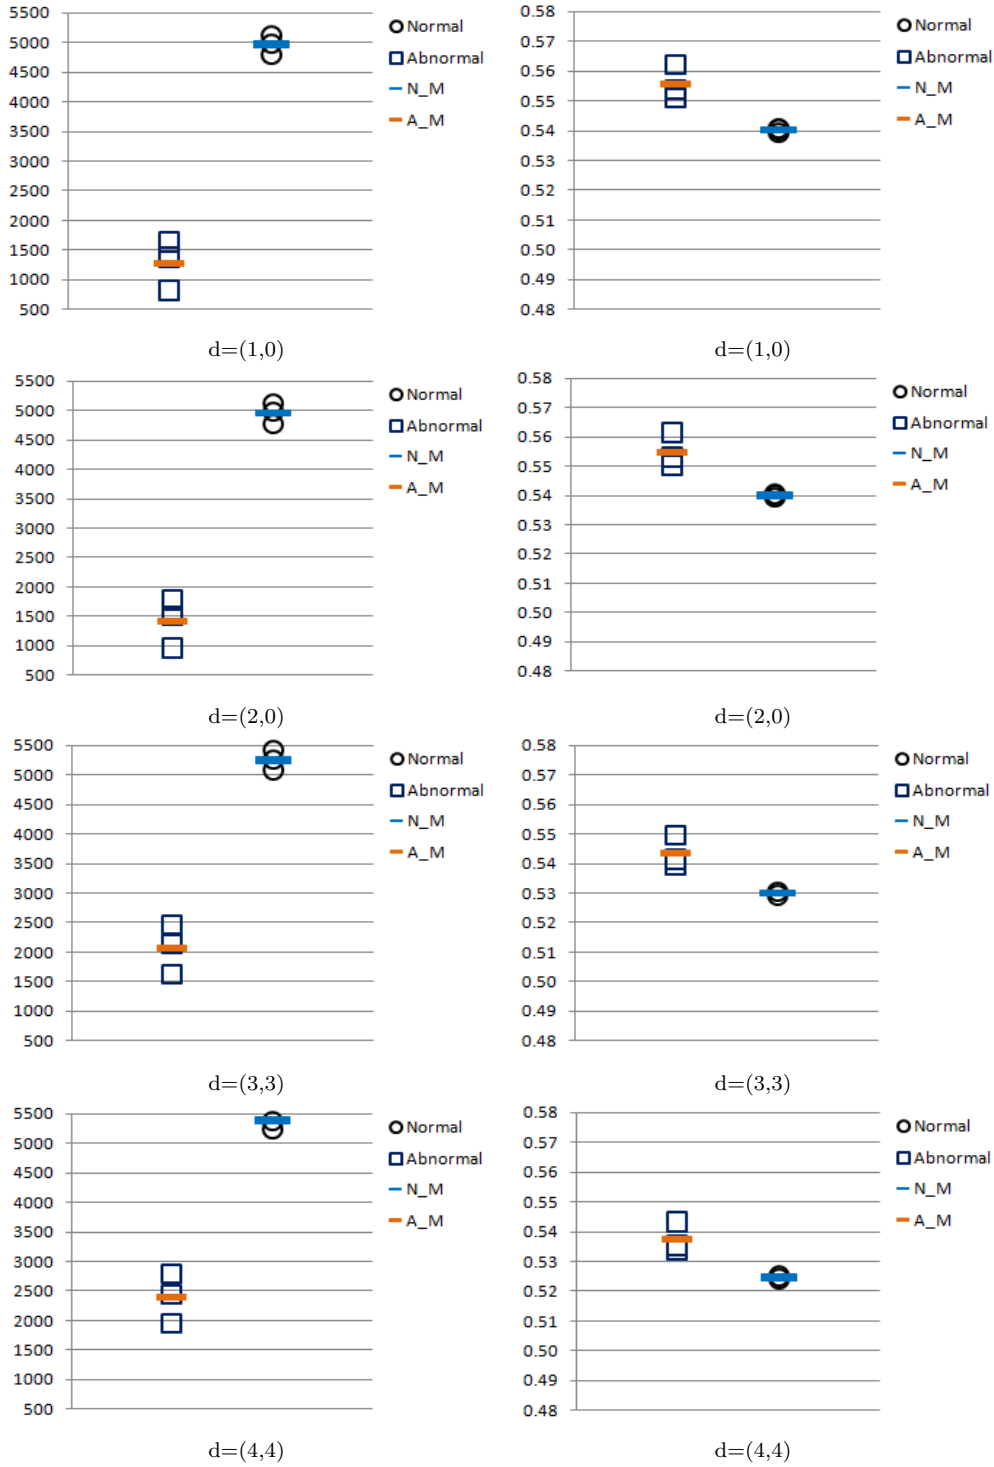 5500
5000
4500
4000
3500
3000
2500
2000
1500
1000
500
Normal
Abnormal
N_M
A_M
d=(1,0)
0.58
0.57
0.56
0.55
0.54
0.53
0.52
0.51
0.50
0.49
0.48
Normal
Abnormal
N_M
A_M
d=(1,0)
5500
5000
4500
4000
3500
3000
2500
2000
1500
1000
500
Normal
Abnormal
N_M
A_M
d=(2,0)
0.58
0.57
0.56
0.55
0.54
0.53
0.52
0.51
0.50
0.49
0.48
Normal
Abnormal
N_M
A_M
d=(2,0)
5500
5000
4500
4000
3500
3000
2500
2000
1500
1000
500
Normal
Abnormal
N_M
A_M
d=(3,3)
0.58
0.57
0.56
0.55
0.54
0.53
0.52
0.51
0.50
0.49
0.48
Normal
Abnormal
N_M
A_M
d=(3,3)
5500
5000
4500
4000
3500
3000
2500
2000
1500
1000
500
Normal
Abnormal
N_M
A_M
d=(4,4)
0.58
0.57
0.56
0.55
0.54
0.53
0.52
0.51
0.50
0.49
0.48
Normal
Abnormal
N_M
A_M
d=(4,4)